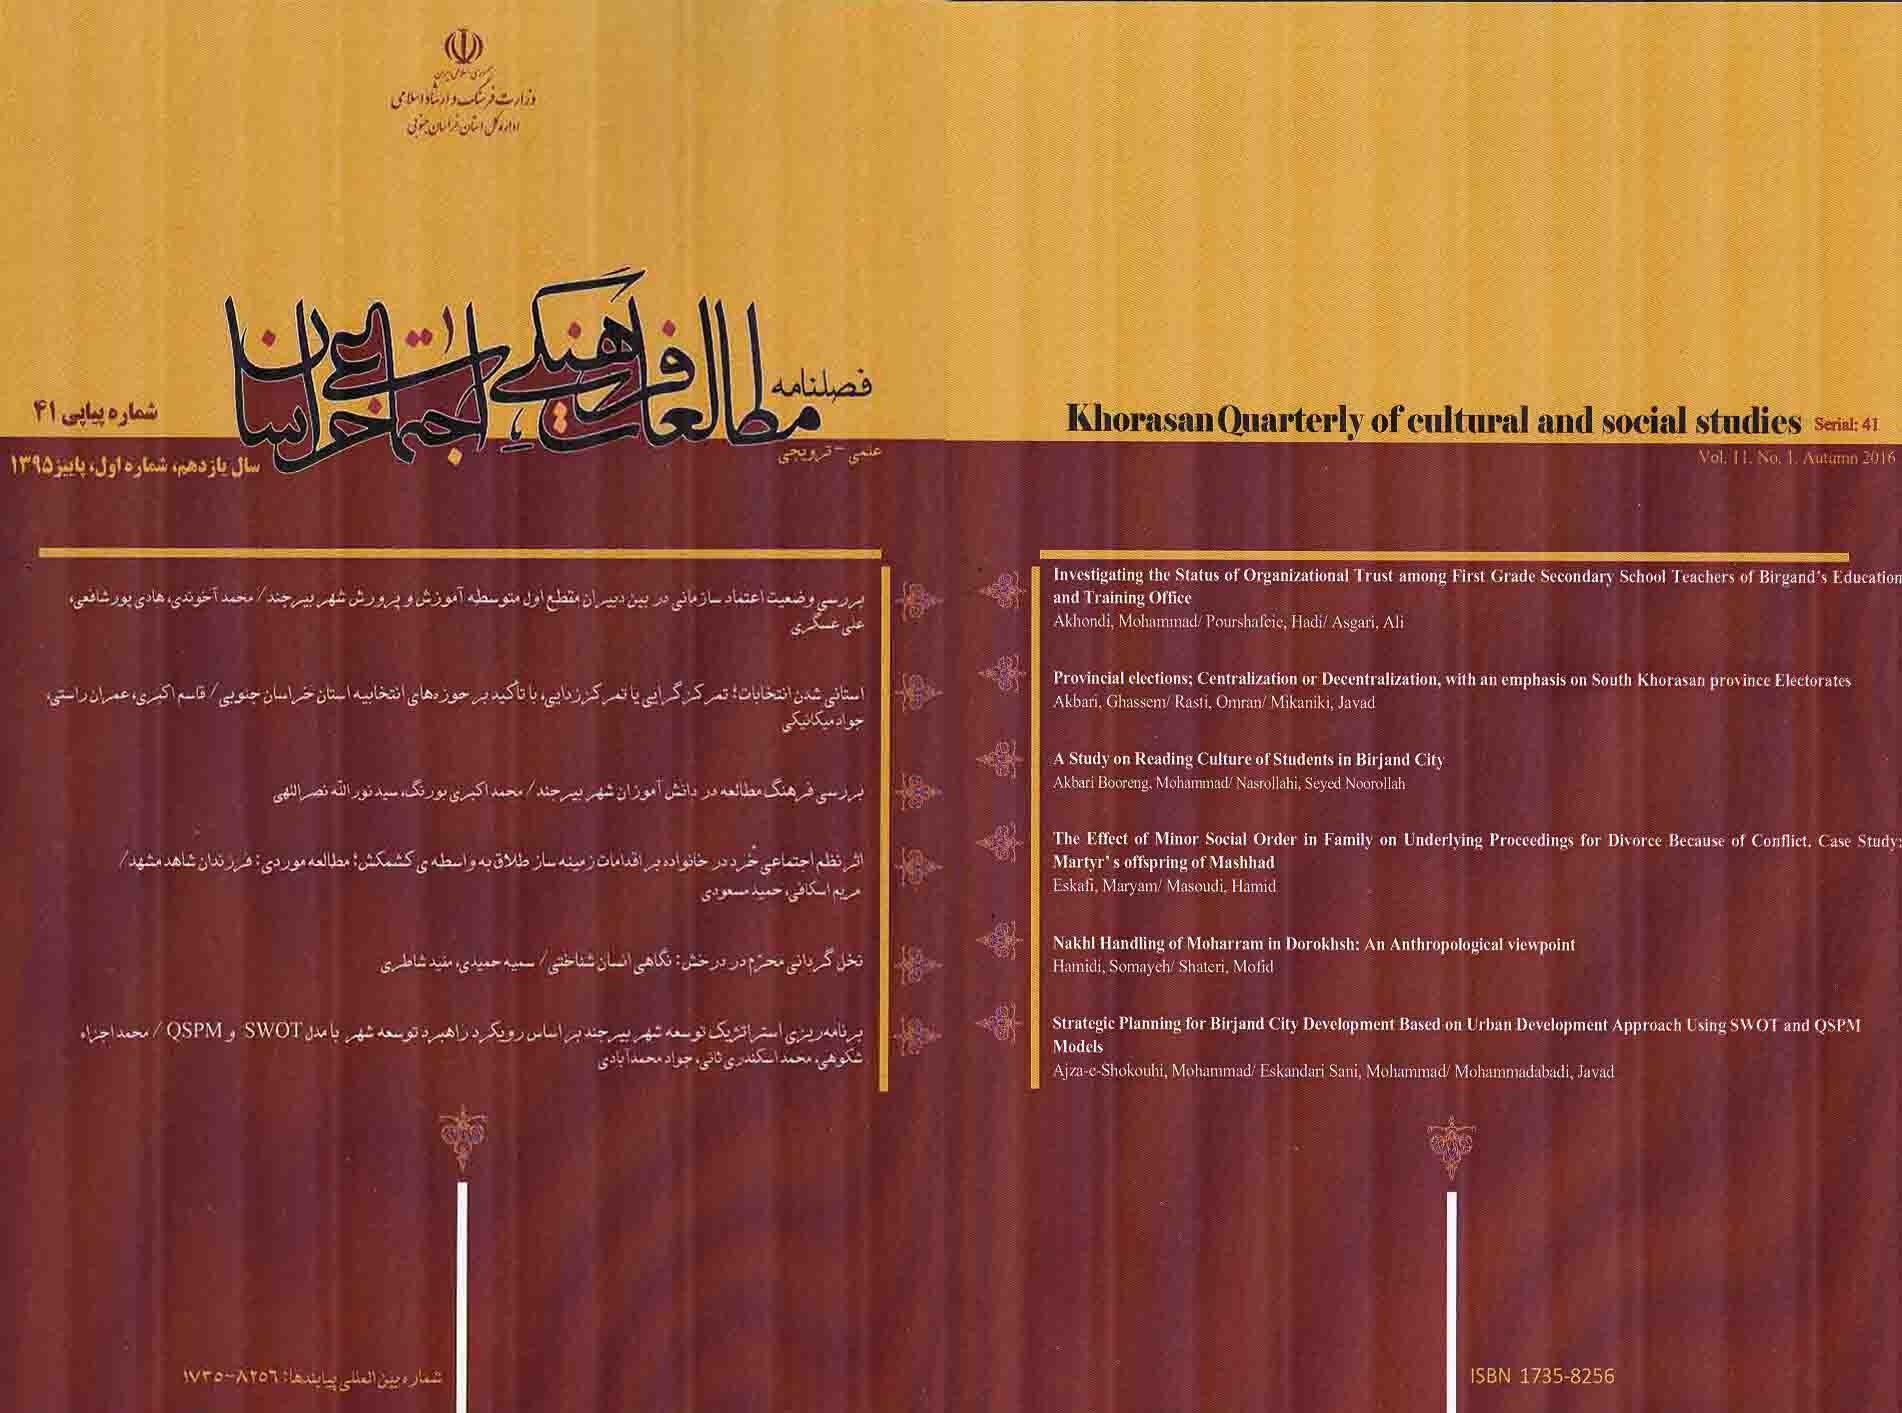 جمهوری اسلامی ایران
وزارت فرهنگ و ارشاد اسلامی
اداره کل استان خراسان جنوبی
فصلنامه
مطالعات فرهنگی اجتماعی خراسان
علمی - ترویجی
شماره پیاپی ۴۱
سال یازدهم، شماره اول، پاییز ۱۳۹۵
بررسی وضعیت اعتماد سازمانی در بین دبیران مقطع اول متوسطه آموزش و پرورش شهر بیرجند/ محمد آخوندی، هادی پورشافعی،
علی عسگری
استانی شدن انتخابات؛ تمرکزگرایی یا تمرکززدایی، با تأکید بر حوزه‌های انتخابیه استان خراسان جنوبی/ قاسم اکبری، عمران راستی،
جواد میکانیکی
بررسی فرهنگ مطالعه در دانش آموزان شهر بیرجند/ محمد اکبری بورنگ، سید نورالله نصراللهی
اثر نظم اجتماعی خُرد در خانواده بر اقدامات زمینه ساز طلاق به واسطه ی کشمکش؛ مطالعه موردی: فرزندان شاهد مشهد/
مریم اسکافی، حمید مسعودی
نخل گردانی محرّم در درخش: نگاهی انسان شناختی/ سمیه حمیدی، مفید شاطری
برنامه‌ریزی استراتژیک توسعه شهر بیرجند بر اساس رویکرد راهبرد توسعه شهر با مدل SWOT و QSPM / محمد اجزاء
شکوهی، محمد اسکندری ثانی، جواد محمدآبادی
شماره بین المللی پیایندها: ۸۲۵۶-۱۷۳۵
Khorasan Quarterly of cultural and social studies Serial: 41
Vol. 11. No. 1. Autumn 2016
Investigating the Status of Organizational Trust among First Grade Secondary School Teachers of Birgand's Education
and Training Office
Akhondi, Mohammad/ Pourshafeie, Hadi/ Asgari, Ali
Provincial elections; Centralization or Decentralization, with an emphasis on South Khorasan province Electorates
Akbari, Ghassem/ Rasti, Omran/ Mikaniki, Javad
A Study on Reading Culture of Students in Birjand City
Akbari Booreng, Mohammad/ Nasrollahi, Seyed Noorollah
The Effect of Minor Social Order in Family on Underlying Proceedings for Divorce Because of Conflict. Case Study:
Martyr' s offspring of Mashhad
Eskafi, Maryam/ Masoudi, Hamid
Nakhl Handling of Moharram in Dorokhsh: An Anthropological viewpoint
Hamidi, Somayeh/ Shateri, Mofid
Strategic Planning for Birjand City Development Based on Urban Development Approach Using SWOT and QSPM
Models
Ajza-e-Shokouhi, Mohammad/ Eskandari Sani, Mohammad/ Mohammadabadi, Javad
ISBN 1735-8256